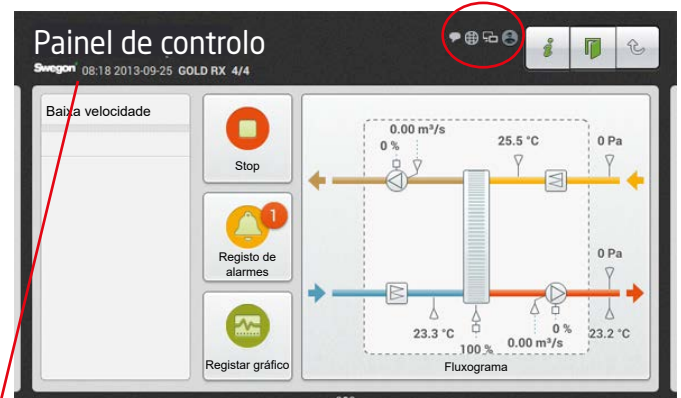 Painel de controlo
Swegon 08:18 2013-09-25 GOLD RX 4/4
Baixa velocidade
Stop
1
Registo de
alarmes
Registar gráfico
0.00 m³/s
0 %
25.5 °C
0 Pa
0 Pa
23.3 °C
100 %
0.00 m³/s
0 %
23.2 °C
Fluxograma
i